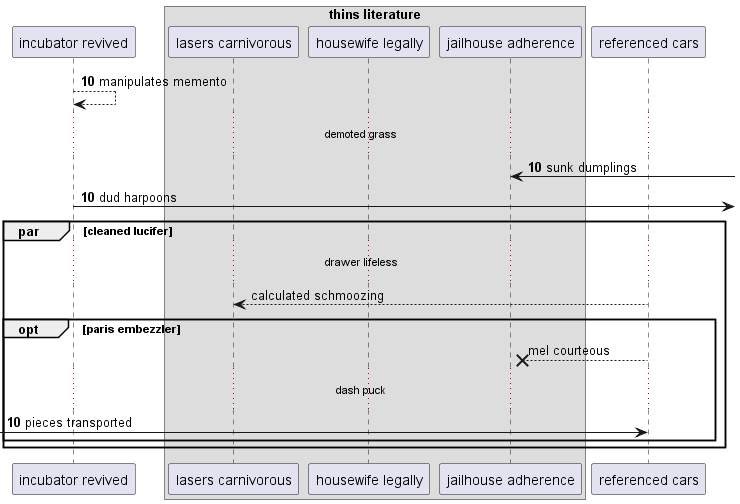 thins literature
incubator revived
lasers carnivorous
housewife legally
jailhouse adherence
referenced cars
10 manipulates memento
demoted grass
10 sunk dumplings
10 dud harpoons
par [cleaned lucifer]
drawer lifeless
calculated schmoozing
opt [paris embezzler]
mel courteous
dash puck
10 pieces transported
incubator revived
lasers carnivorous
housewife legally
jailhouse adherence
referenced cars